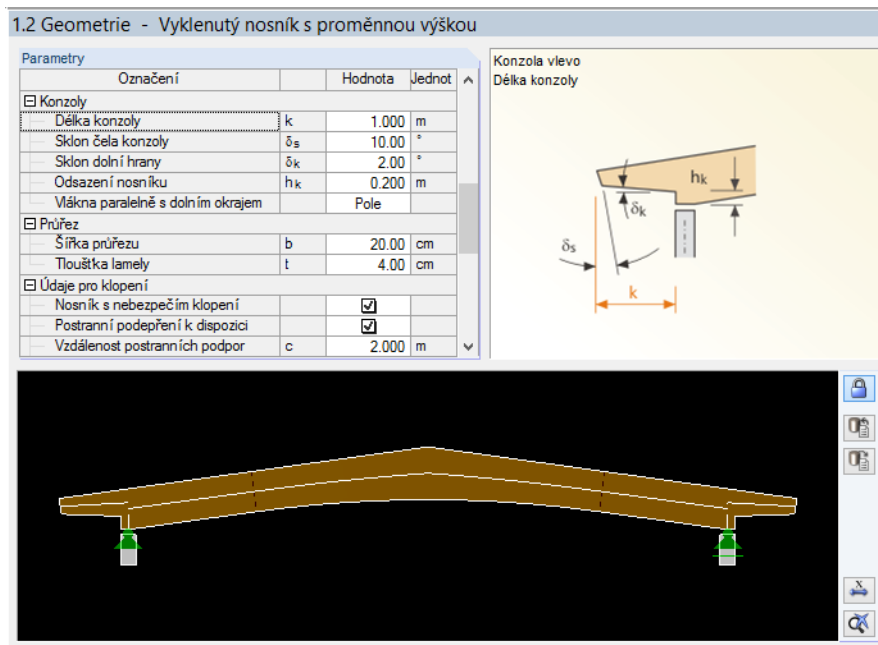 1.2 Geometrie - Vyklenutý nosník s proměnnou výškou
Parametry
Označení Hodnota Jednot
Konzoly
Délka konzoly k 1.000 m
Sklon čela konzoly δs 10.00 °
Sklon dolní hrany δk 2.00 °
Odsazení nosníku hk 0.200 m
Vlákna paralelně s dolním okrajem Pole
Průřez
Šířka průřezu b 20.00 cm
Tloušťka lamely t 4.00 cm
Údaje pro klopení
Nosník s nebezpečím klopení
Postranní podepření k dispozici
Vzdálenost postranních podpor c 2.000 m
Konzola vlevo
Délka konzoly
hk
δk
δs
k
x